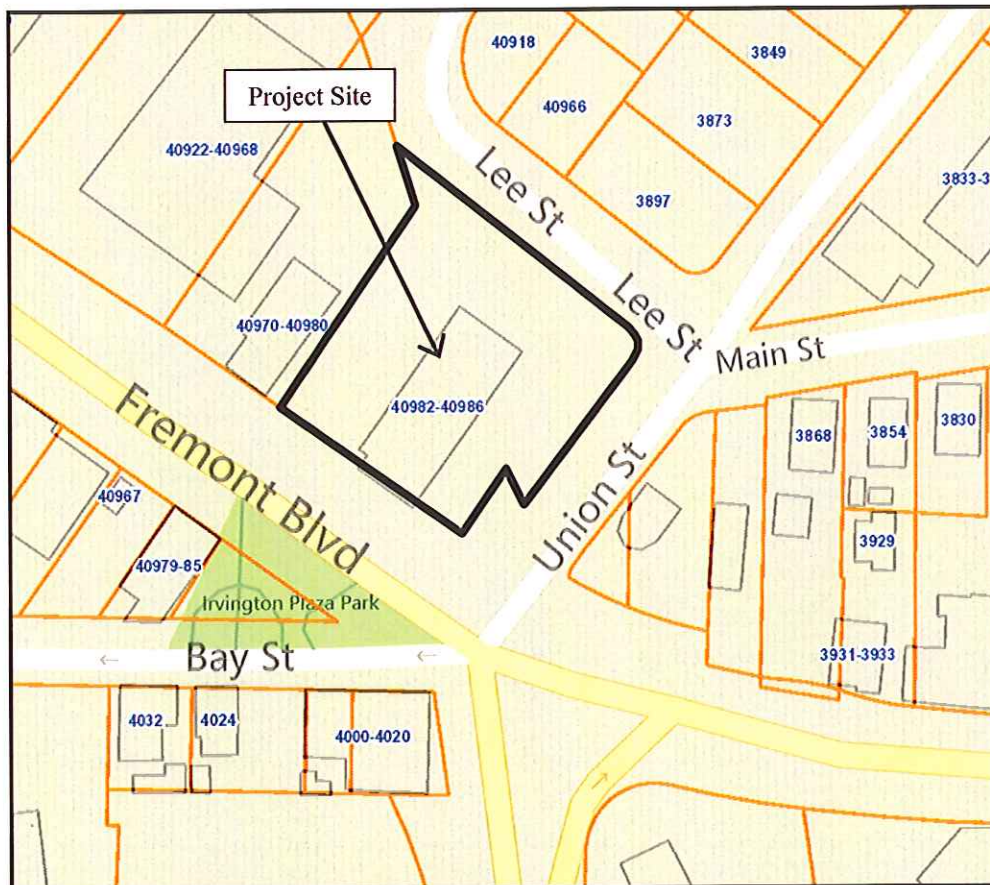 40918
3849
Project Site
40966
3873
40922-40968
Lee St
3833-3
3897
Lee St
40970-40980
Main St
40982-40986
3868
3854
3830
Fremont Blvd
Union St
40967
3929
40979-85
Irvington Plaza Park
3931-3933
Bay St
4032
4024
4000-4020